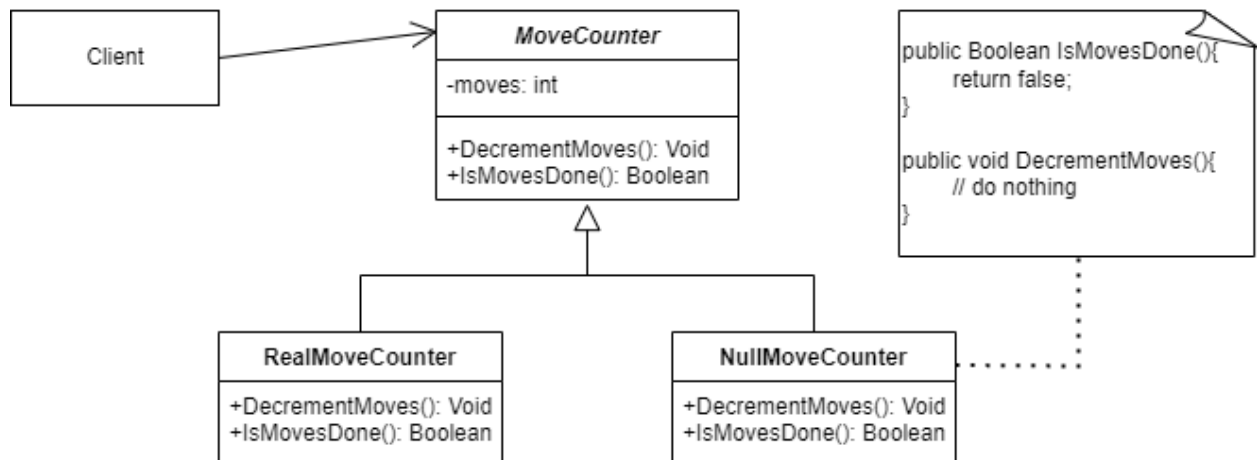 Client
MoveCounter
-moves: int
+DecrementMoves(): Void
+IsMovesDone(): Boolean
public Boolean IsMovesDone(){
return false;
}
public void DecrementMoves(){
// do nothing
}
RealMoveCounter
+DecrementMoves(): Void
+IsMovesDone(): Boolean
NullMoveCounter
+DecrementMoves(): Void
+IsMovesDone(): Boolean